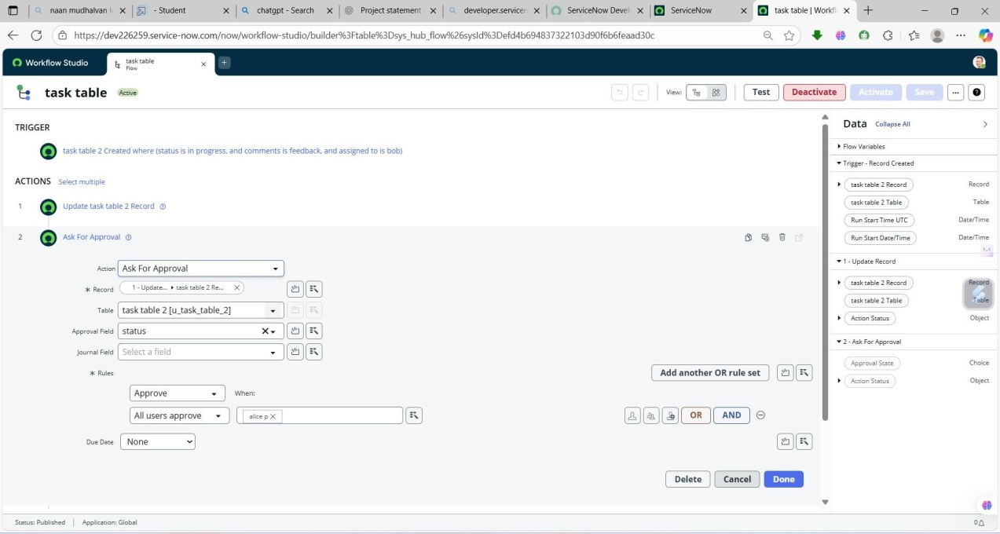 naan mudhalvan l
- Student
chatgpt - Search
Project statement
developer.servicen
ServiceNow Devel
ServiceNow
task table | Workfl
https://dev226259.service-now.com/now/workflow-studio/builder%3Ftable%3Dsys_hub_flow%26sysId%3Defd4b694837322103d90f6b6feaad30c
Workflow Studio
task table
Flow
task table Active
View:
Test
Deactivate
Activate
Save
TRIGGER
task table 2 Created where (status is in progress, and comments is feedback, and assigned to is bob)
ACTIONS Select multiple
1 Update task table 2 Record
2 Ask For Approval
Action Ask For Approval
* Record 1 - Update... ▸ task table 2 Re...
Table task table 2 [u_task_table_2]
Approval Field status
Journal Field Select a field
* Rules Add another OR rule set
Approve When:
All users approve alice p OR AND
Due Date None
Delete Cancel Done
Data Collapse All
Flow Variables
Trigger - Record Created
task table 2 Record Record
task table 2 Table Table
Run Start Time UTC Date/Time
Run Start Date/Time Date/Time
1 - Update Record
task table 2 Record Record
task table 2 Table Table
Action Status Object
2 - Ask For Approval
Approval State Choice
Action Status Object
Status: Published | Application: Global
0